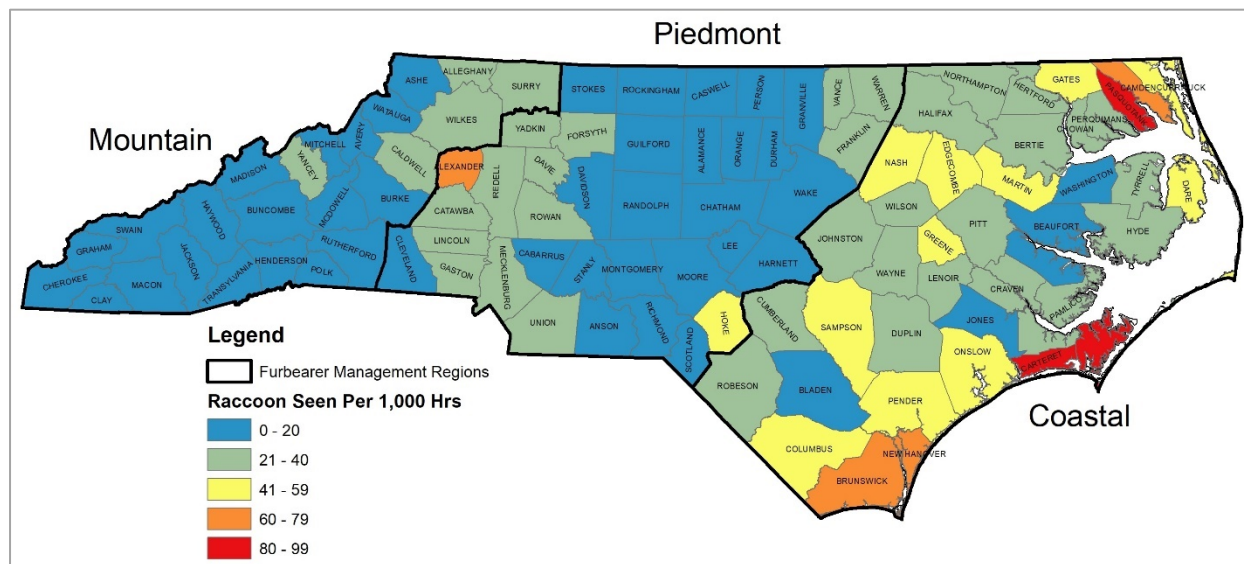 Piedmont
Mountain
Coastal
ASHE
ALLEGHANY
SURRY
STOKES
ROCKINGHAM
CASWELL
PERSON
GRANVILLE
VANCE
WARREN
NORTHAMPTON
GATES
HERTFORD
PASQUOTANK
CAMDEN
CURRITUCK
WATAUGA
WILKES
YADKIN
FORSYTH
GUILFORD
ALAMANCE
ORANGE
DURHAM
FRANKLIN
HALIFAX
BERTIE
PERQUIMANS
CHOWAN
MITCHELL
AVERY
YANCEY
CALDWELL
LEXANDER
IREDELL
DAVIE
DAVIDSON
RANDOLPH
CHATHAM
WAKE
NASH
EDGECOMBE
MARTIN
WASHINGTON
TYRRELL
DARE
MADISON
BUNCOMBE
MCDOWELL
BURKE
CATAWBA
ROWAN
WILSON
PITT
BEAUFORT
HYDE
SWAIN
HAYWOOD
GRAHAM
JACKSON
RUTHERFORD
HENDERSON
POLK
CLEVELAND
LINCOLN
GASTON
MECKLENBURG
CABARRUS
STANLY
MONTGOMERY
MOORE
LEE
HARNETT
JOHNSTON
GREENE
WAYNE
LENOIR
CRAVEN
PAMLICO
CHEROKEE
CLAY
MACON
TRANSYLVANIA
UNION
ANSON
RICHMOND
SCOTLAND
HOKE
CUMBERLAND
SAMPSON
DUPLIN
JONES
ONSLOW
CARTERET
ROBESON
BLADEN
PENDER
COLUMBUS
BRUNSWICK
NEW HANOVER
Legend
Furbearer Management Regions
Raccoon Seen Per 1,000 Hrs
0 - 20
21 - 40
41 - 59
60 - 79
80 - 99